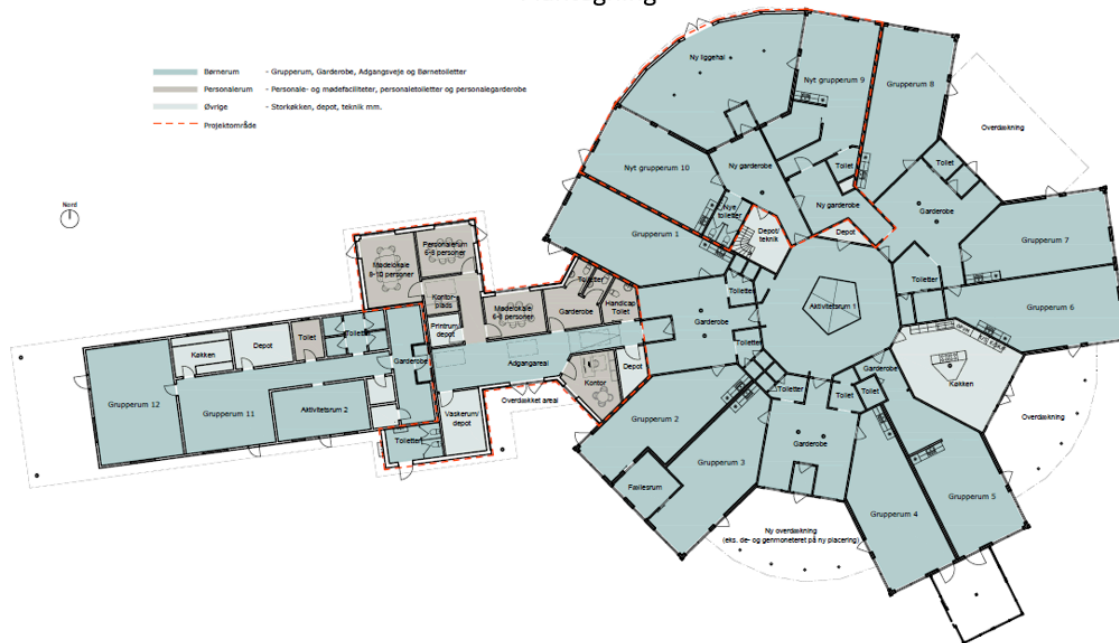 Børnerum - Grupperum, Garderobe, Adgangsveje og Børnetoiletter
Personalerum - Personale- og mødefaciliteter, personaletoiletter og personalegarderobe
Øvrige - Storkøkken, depot, teknik mm.
Projektområde
Nord
Ny liggehal
Nyt grupperum 9
Grupperum 8
Overdækning
Nyt grupperum 10
Ny garderobe
Toilet
Toilet
Nye
toiletter
Ny garderobe
Garderobe
Depot/
teknik
Depot
Grupperum 1
Grupperum 7
Personalerum
6-8 personer
Mødelokale
8-10 personer
Toiletter
Toiletter
Toiletter
Kontor
plads
Handicap
Toilet
Mødelokale
6-8 personer
Garderobe
Aktivitetsrum 1
Grupperum 6
Printrum/
depot
Garderobe
Toilet
Toiletter
Toiletter
Køkken
Depot
Garderobe
Adgangsareal
Depot
Garderobe
Køkken
Kontor
Toiletter
Toilet
Toilet
Overdækket areal
Grupperum 12
Grupperum 11
Aktivitetsrum 2
Vaskerum/
depot
Toiletter
Grupperum 2
Garderobe
Overdækning
Grupperum 3
Fællesrum
Grupperum 5
Grupperum 4
Ny overdækning
(eks. de- og genmonteret på ny placering)